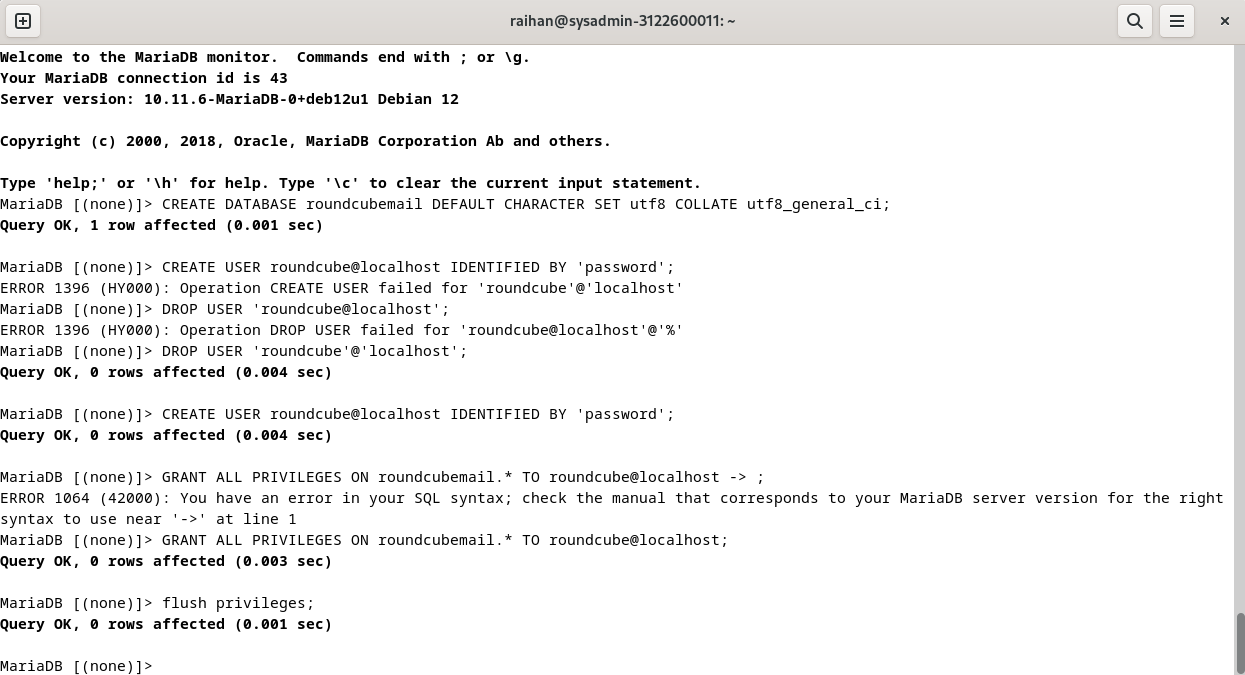 raihan@sysadmin-3122600011: ~
Welcome to the MariaDB monitor.  Commands end with ; or \g.
Your MariaDB connection id is 43
Server version: 10.11.6-MariaDB-0+deb12u1 Debian 12
Copyright (c) 2000, 2018, Oracle, MariaDB Corporation Ab and others.
Type 'help;' or '\h' for help. Type '\c' to clear the current input statement.
MariaDB [(none)]> CREATE DATABASE roundcubemail DEFAULT CHARACTER SET utf8 COLLATE utf8_general_ci;
Query OK, 1 row affected (0.001 sec)
MariaDB [(none)]> CREATE USER roundcube@localhost IDENTIFIED BY 'password';
ERROR 1396 (HY000): Operation CREATE USER failed for 'roundcube'@'localhost'
MariaDB [(none)]> DROP USER 'roundcube@localhost';
ERROR 1396 (HY000): Operation DROP USER failed for 'roundcube@localhost'@'%'
MariaDB [(none)]> DROP USER 'roundcube'@'localhost';
Query OK, 0 rows affected (0.004 sec)
MariaDB [(none)]> CREATE USER roundcube@localhost IDENTIFIED BY 'password';
Query OK, 0 rows affected (0.004 sec)
MariaDB [(none)]> GRANT ALL PRIVILEGES ON roundcubemail.* TO roundcube@localhost -> ;
ERROR 1064 (42000): You have an error in your SQL syntax; check the manual that corresponds to your MariaDB server version for the right
syntax to use near '->' at line 1
MariaDB [(none)]> GRANT ALL PRIVILEGES ON roundcubemail.* TO roundcube@localhost;
Query OK, 0 rows affected (0.003 sec)
MariaDB [(none)]> flush privileges;
Query OK, 0 rows affected (0.001 sec)
MariaDB [(none)]>